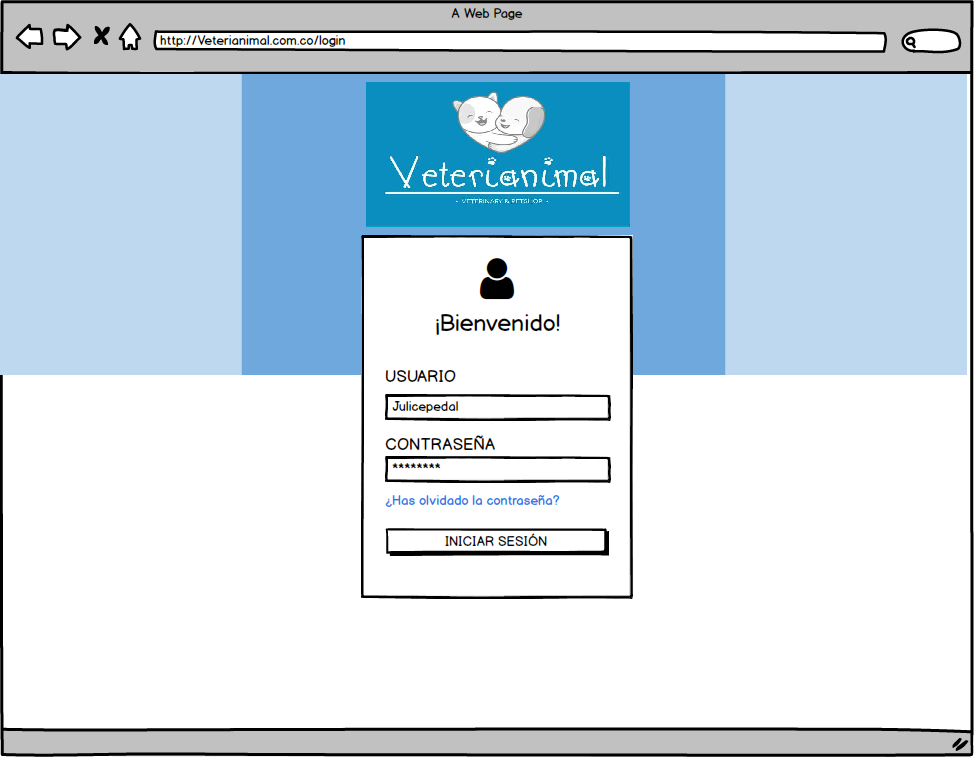 A Web Page
http://Veterianimal.com.co/login
Veterianimal
- VETERINARY & PETSHOP -
¡Bienvenido!
USUARIO
Julicepedal
CONTRASEÑA
********
¿Has olvidado la contraseña?
INICIAR SESIÓN